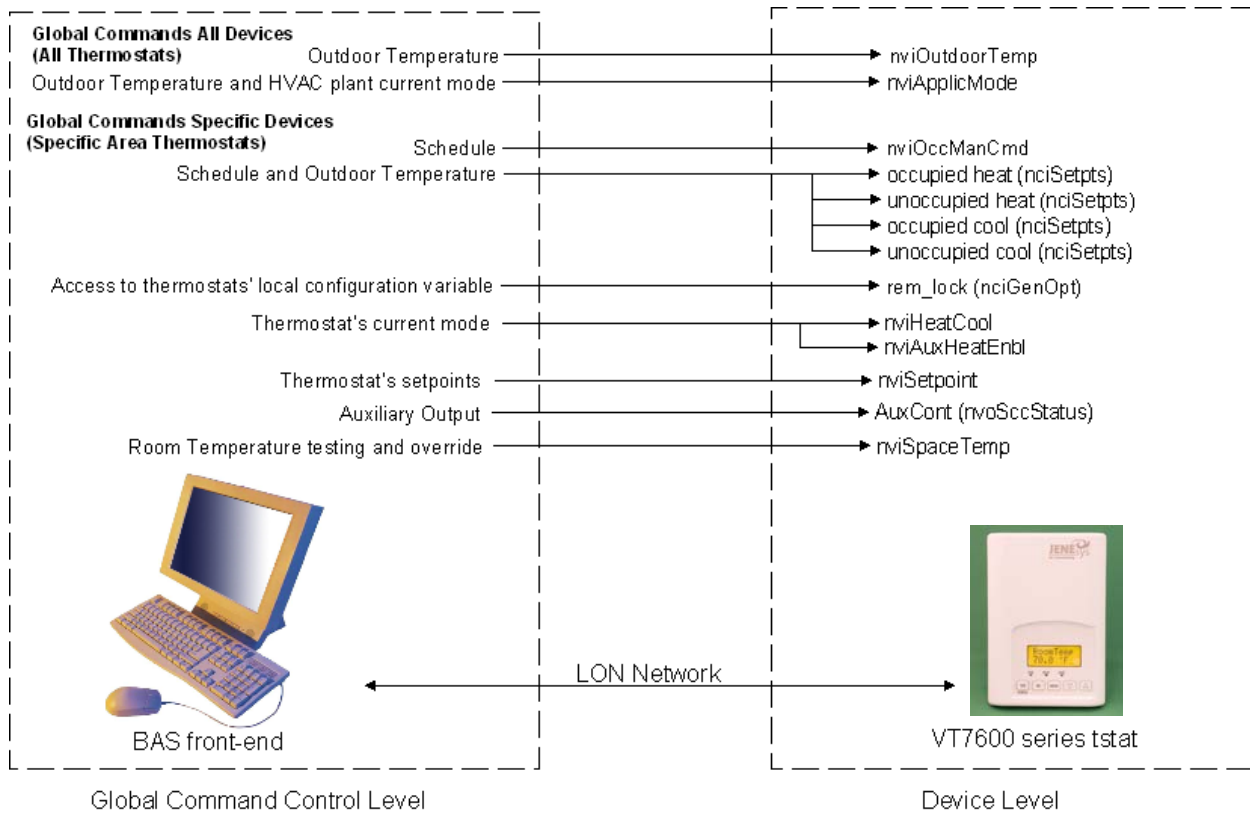 Global Commands All Devices
(All Thermostats)
Outdoor Temperature
nviOutdoorTemp
Outdoor Temperature and HVAC plant current mode
nviApplicMode
Global Commands Specific Devices
(Specific Area Thermostats)
Schedule
nviOccManCmd
Schedule and Outdoor Temperature
occupied heat (nciSetpts)
unoccupied heat (nciSetpts)
occupied cool (nciSetpts)
unoccupied cool (nciSetpts)
Access to thermostats' local configuration variable
rem_lock (nciGenOpt)
Thermostat's current mode
nviHeatCool
nviAuxHeatEnbl
Thermostat's setpoints
nviSetpoint
Auxiliary Output
AuxCont (nvoSccStatus)
Room Temperature testing and override
nviSpaceTemp
JENEsys
RoomTemp
70.0 °F
LON Network
BAS front-end
VT7600 series tstat
Global Command Control Level
Device Level